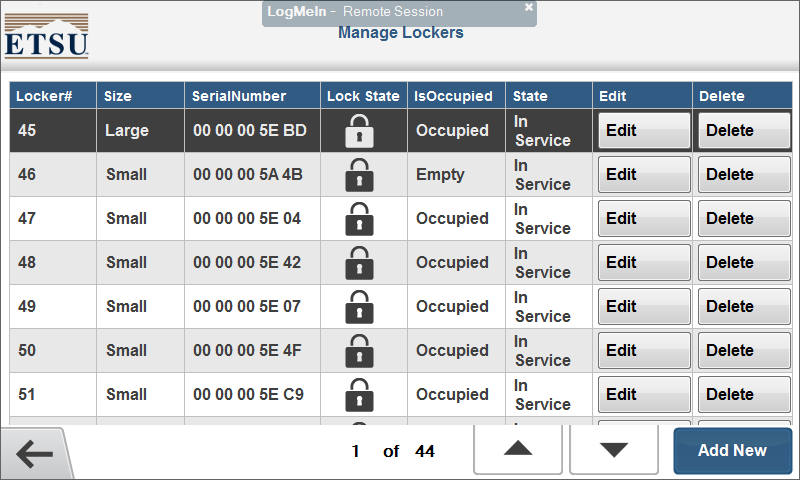 LogMeIn - Remote Session
ETSU
Manage Lockers
Locker# Size SerialNumber Lock State IsOccupied State Edit Delete
45 Large 00 00 00 5E BD Occupied In Service Edit Delete
46 Small 00 00 00 5A 4B Empty In Service Edit Delete
47 Small 00 00 00 5E 04 Occupied In Service Edit Delete
48 Small 00 00 00 5E 42 Occupied In Service Edit Delete
49 Small 00 00 00 5E 07 Occupied In Service Edit Delete
50 Small 00 00 00 5E 4F Occupied In Service Edit Delete
51 Small 00 00 00 5E C9 Occupied In Service Edit Delete
1 of 44
Add New